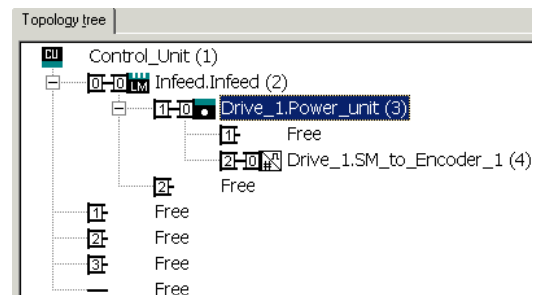 Topology tree
CU Control_Unit (1)
0 0 LM Infeed.Infeed (2)
1 0 Drive_1.Power_unit (3)
1 Free
2 0 # Drive_1.SM_to_Encoder_1 (4)
2 Free
1 Free
2 Free
3 Free
Free